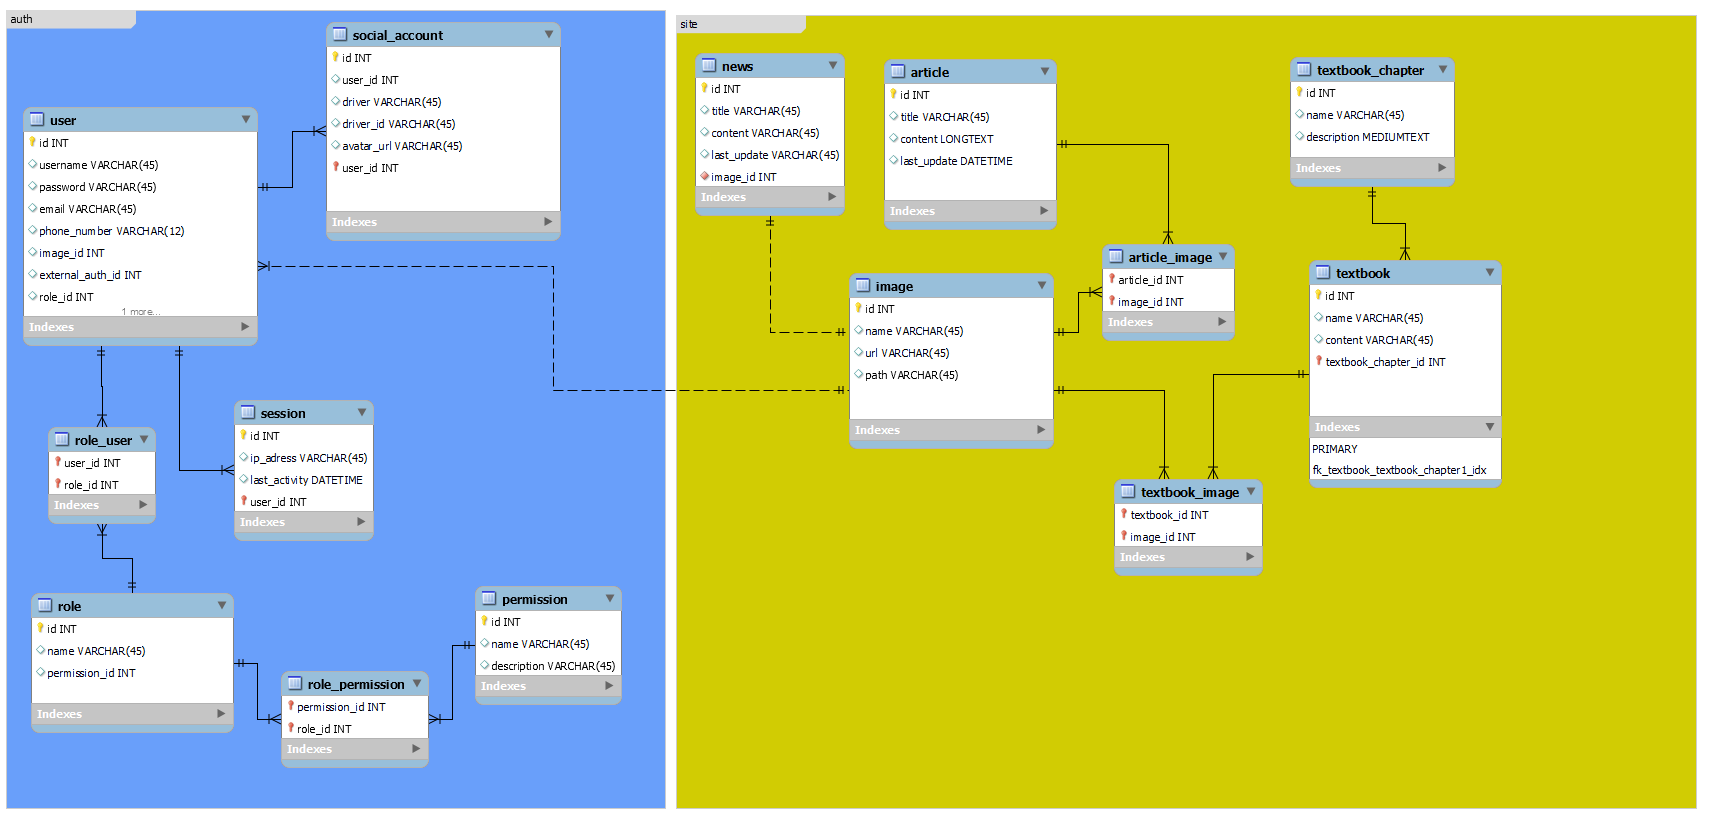 auth
social_account
id INT
user_id INT
driver VARCHAR(45)
driver_id VARCHAR(45)
avatar_url VARCHAR(45)
user_id INT
Indexes
user
id INT
username VARCHAR(45)
password VARCHAR(45)
email VARCHAR(45)
phone_number VARCHAR(12)
image_id INT
external_auth_id INT
role_id INT
1 more...
Indexes
role_user
user_id INT
role_id INT
Indexes
session
id INT
ip_adress VARCHAR(45)
last_activity DATETIME
user_id INT
Indexes
role
id INT
name VARCHAR(45)
permission_id INT
Indexes
role_permission
permission_id INT
role_id INT
Indexes
permission
id INT
name VARCHAR(45)
description VARCHAR(45)
Indexes
site
news
id INT
title VARCHAR(45)
content VARCHAR(45)
last_update VARCHAR(45)
image_id INT
Indexes
article
id INT
title VARCHAR(45)
content LONGTEXT
last_update DATETIME
Indexes
textbook_chapter
id INT
name VARCHAR(45)
description MEDIUMTEXT
Indexes
article_image
article_id INT
image_id INT
Indexes
image
id INT
name VARCHAR(45)
url VARCHAR(45)
path VARCHAR(45)
Indexes
textbook
id INT
name VARCHAR(45)
content VARCHAR(45)
textbook_chapter_id INT
Indexes
PRIMARY
fk_textbook_textbook_chapter1_idx
textbook_image
textbook_id INT
image_id INT
Indexes